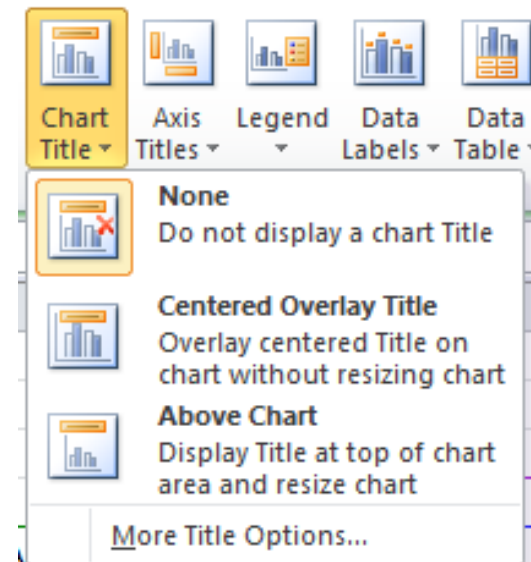 Chart Axis Legend Data Data
Title Titles Labels Table
None
Do not display a chart Title
Centered Overlay Title
Overlay centered Title on
chart without resizing chart
Above Chart
Display Title at top of chart
area and resize chart
More Title Options...